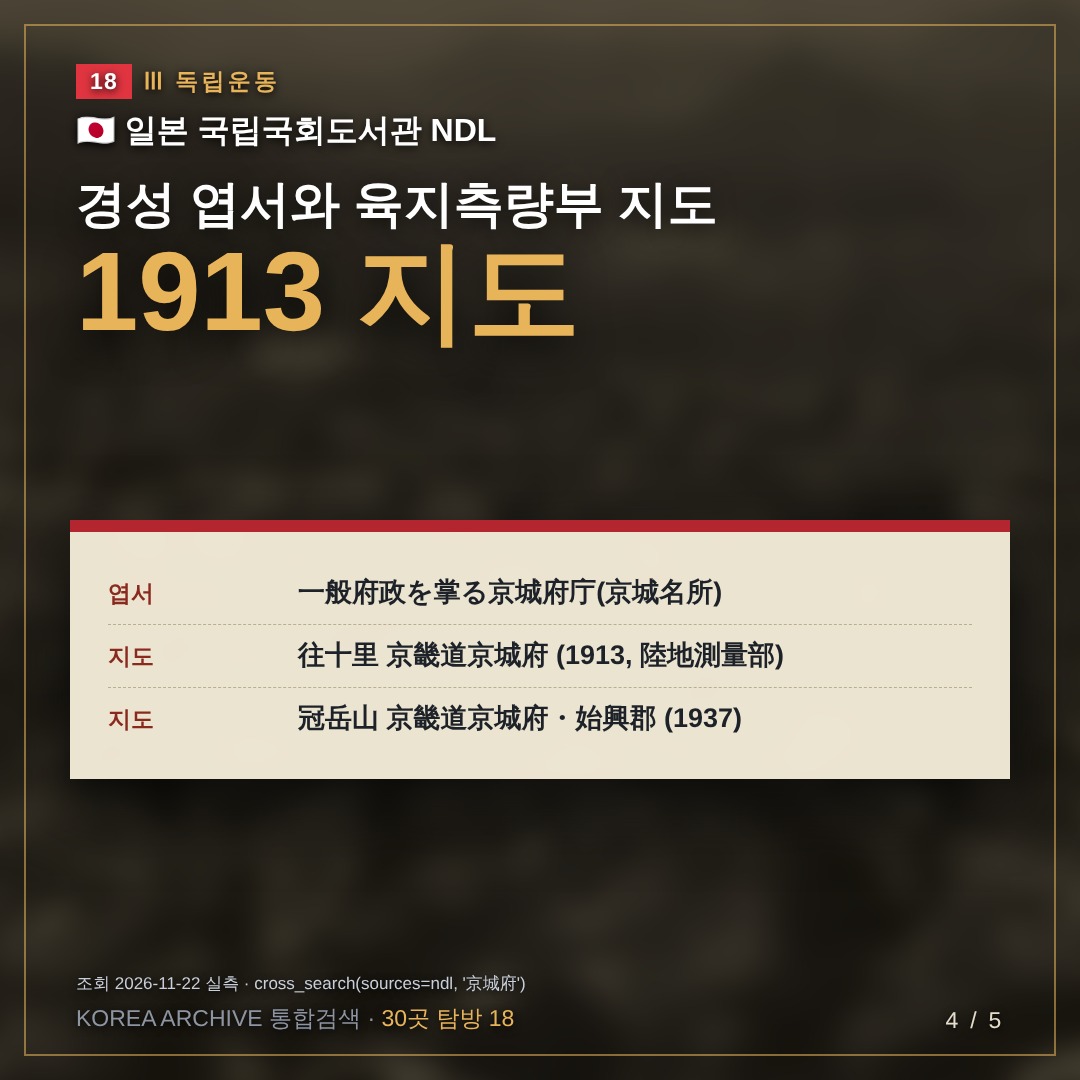 18 Ⅲ 독립운동
🇯🇵 일본 국립국회도서관 NDL
경성 엽서와 육지측량부 지도
1913 지도
엽서 一般府政を掌る京城府庁(京城名所)
지도 往十里 京畿道京城府 (1913, 陸地測量部)
지도 冠岳山 京畿道京城府・始興郡 (1937)
조회 2026-11-22 실측 · cross_search(sources=ndl, '京城府')
KOREA ARCHIVE 통합검색 · 30곳 탐방 18
4 / 5